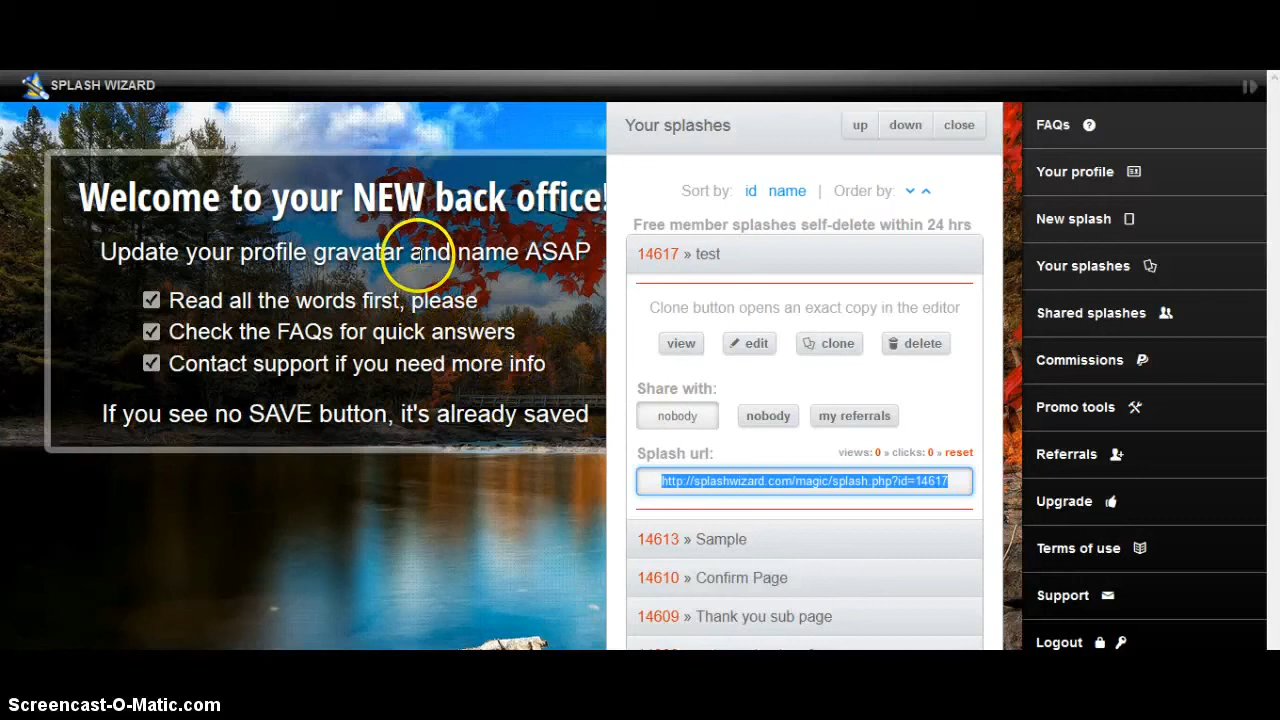 SPLASH WIZARD
Welcome to your NEW back office!
Update your profile gravatar and name ASAP
Read all the words first, please
Check the FAQs for quick answers
Contact support if you need more info
If you see no SAVE button, it's already saved
Your splashes
up down close
Sort by: id name | Order by:
Free member splashes self-delete within 24 hrs
14617 » test
Clone button opens an exact copy in the editor
view edit clone delete
Share with:
nobody nobody my referrals
Splash url: views: 0 » clicks: 0 » reset
http://splashwizard.com/magic/splash.php?id=14617
14613 » Sample
14610 » Confirm Page
14609 » Thank you sub page
FAQs
Your profile
New splash
Your splashes
Shared splashes
Commissions
Promo tools
Referrals
Upgrade
Terms of use
Support
Logout
Screencast-O-Matic.com